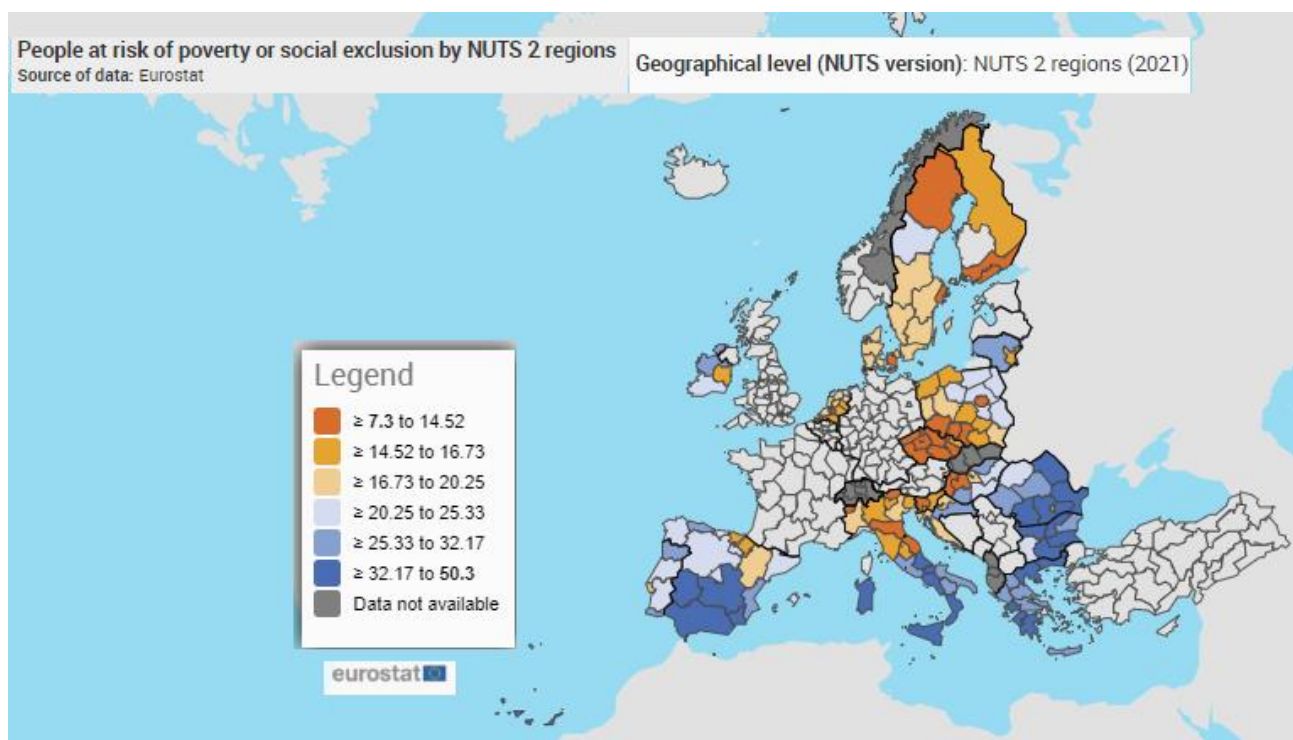 People at risk of poverty or social exclusion by NUTS 2 regions
Source of data: Eurostat
Geographical level (NUTS version): NUTS 2 regions (2021)
Legend
≥ 7.3 to 14.52
≥ 14.52 to 16.73
≥ 16.73 to 20.25
≥ 20.25 to 25.33
≥ 25.33 to 32.17
≥ 32.17 to 50.3
Data not available
eurostat